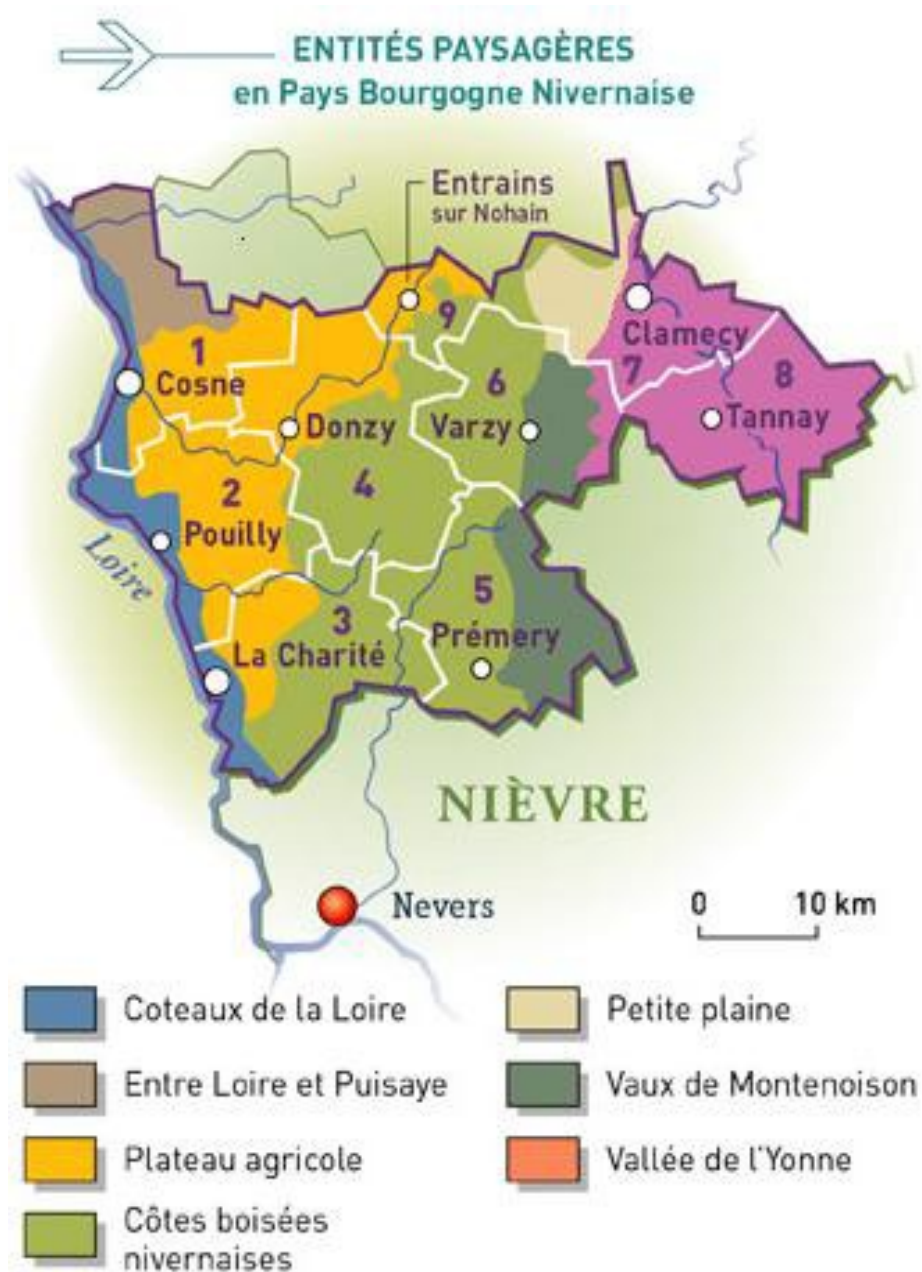 ENTITÉS PAYSAGÈRES
en Pays Bourgogne Nivernaise
Entrains
sur Nohain
9
Clamecy
1
Cosne
7
8
6
Tannay
Donzy
Varzy
2
4
Pouilly
Loire
5
3
Prémery
La Charité
NIÈVRE
Nevers
0 10 km
Coteaux de la Loire
Petite plaine
Entre Loire et Puisaye
Vaux de Montenoison
Plateau agricole
Vallée de l'Yonne
Côtes boisées
nivernaises